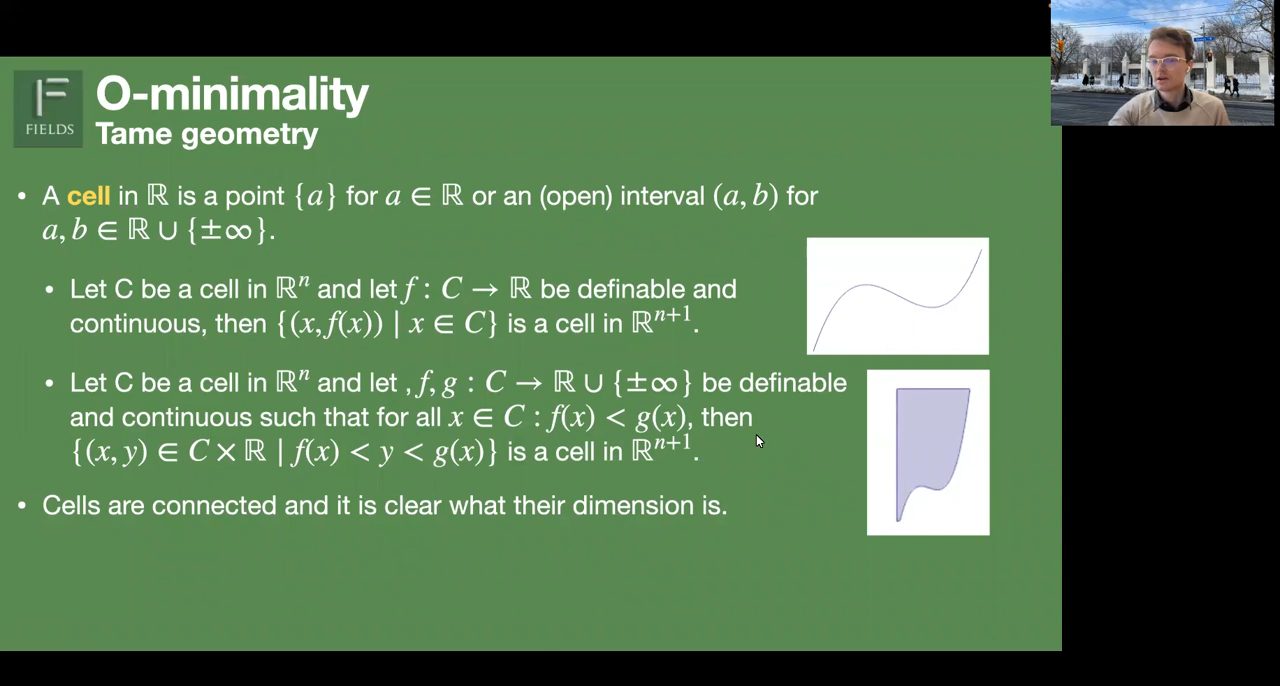 FIELDS
O-minimality
Tame geometry
• A cell in ℝ is a point {a} for a ∈ ℝ or an (open) interval (a, b) for
a, b ∈ ℝ ∪ {±∞}.
• Let C be a cell in ℝⁿ and let f : C → ℝ be definable and
continuous, then {(x, f(x)) | x ∈ C} is a cell in ℝⁿ⁺¹.
• Let C be a cell in ℝⁿ and let , f, g : C → ℝ ∪ {±∞} be definable
and continuous such that for all x ∈ C : f(x) < g(x), then
{(x, y) ∈ C × ℝ | f(x) < y < g(x)} is a cell in ℝⁿ⁺¹.
• Cells are connected and it is clear what their dimension is.